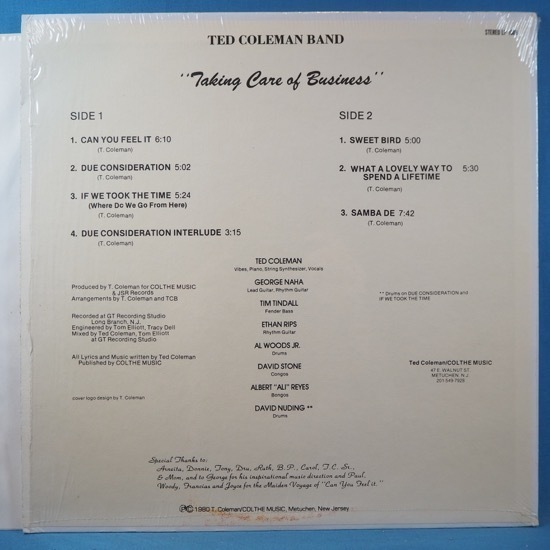 TED COLEMAN BAND
STEREO
"Taking Care of Business"
SIDE 1
1. CAN YOU FEEL IT 6:10
(T. Coleman)
2. DUE CONSIDERATION 5:02
(T. Coleman)
3. IF WE TOOK THE TIME 5:24
(Where Do We Go From Here)
(T. Coleman)
4. DUE CONSIDERATION INTERLUDE 3:15
(T. Coleman)
SIDE 2
1. SWEET BIRD 5:00
(T. Coleman)
2. WHAT A LOVELY WAY TO 5:30
SPEND A LIFETIME
(T. Coleman)
3. SAMBA DE 7:42
(T. Coleman)
Produced by T. Coleman for COLTHE MUSIC
& JSR Records
Arrangements by T. Coleman and TCB
Recorded at GT Recording Studio
Long Branch, N.J.
Engineered by Tom Elliott, Tracy Dell
Mixed by Ted Coleman, Tom Elliott
at GT Recording Studio
All Lyrics and Music written by Ted Coleman
Published by COLTHE MUSIC
cover logo design by T. Coleman
TED COLEMAN
Vibes, Piano, String Synthesizer, Vocals
GEORGE NAHA
Lead Guitar, Rhythm Guitar
TIM TINDALL
Fender Bass
ETHAN RIPS
Rhythm Guitar
AL WOODS JR.
Drums
DAVID STONE
Congos
ALBERT "ALI" REYES
Bongos
DAVID NUDING **
Drums
** Drums on DUE CONSIDERATION and
IF WE TOOK THE TIME
Ted Coleman/COLTHE MUSIC
47 E. WALNUT ST.
METUCHEN, N.J.
201-549-7928
Special Thanks to:
Arneita, Donnie, Tony, Dru, Ruth, B.P., Carol, T.C. Sr.,
& Mom, and to George for his inspirational music direction and Paul,
Woody, Francias and Joyce for the Maiden Voyage of "Can You Feel it."
℗© 1980 T. Coleman/COLTHE MUSIC, Metuchen, New Jersey